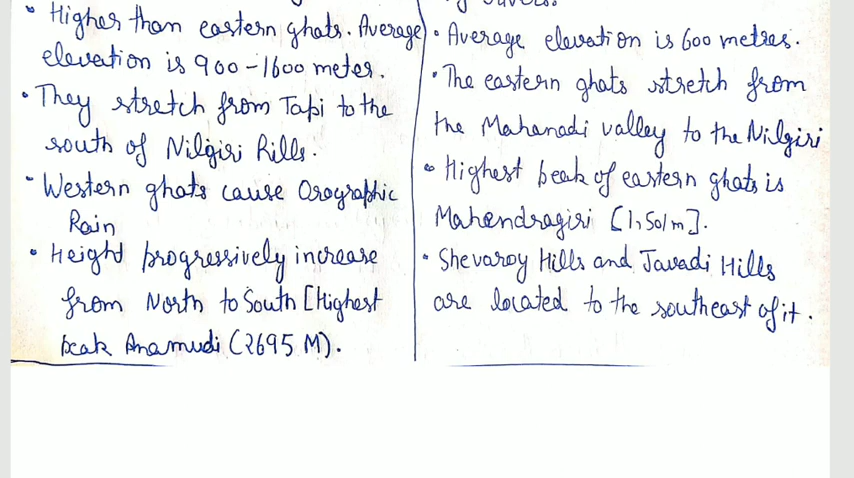 • Higher than eastern ghats. Average
elevation is 900-1600 meter.
• They stretch from Tapi to the
south of Nilgiri Hills.
- Western ghats cause Orographic
Rain
• Height progressively increase
from North to South [Highest
peak Anamudi (2695 M).
• Average elevation is 600 metres.
• The eastern ghats stretch from
the Mahanadi valley to the Nilgiri
• Highest peak of eastern ghats is
Mahendragiri [1,501m].
• Shevaroy Hills and Javadi Hills
are located to the southeast of it.